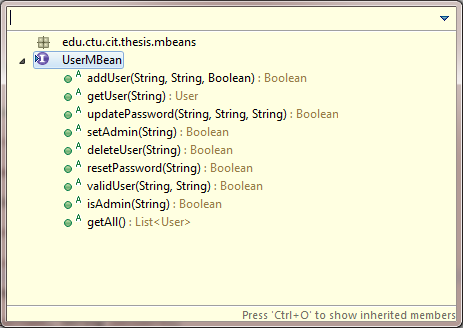 edu.ctu.cit.thesis.mbeans
UserMBean
addUser(String, String, Boolean) : Boolean
getUser(String) : User
updatePassword(String, String, String) : Boolean
setAdmin(String) : Boolean
deleteUser(String) : Boolean
resetPassword(String) : Boolean
validUser(String, String) : Boolean
isAdmin(String) : Boolean
getAll() : List<User>
Press 'Ctrl+O' to show inherited members